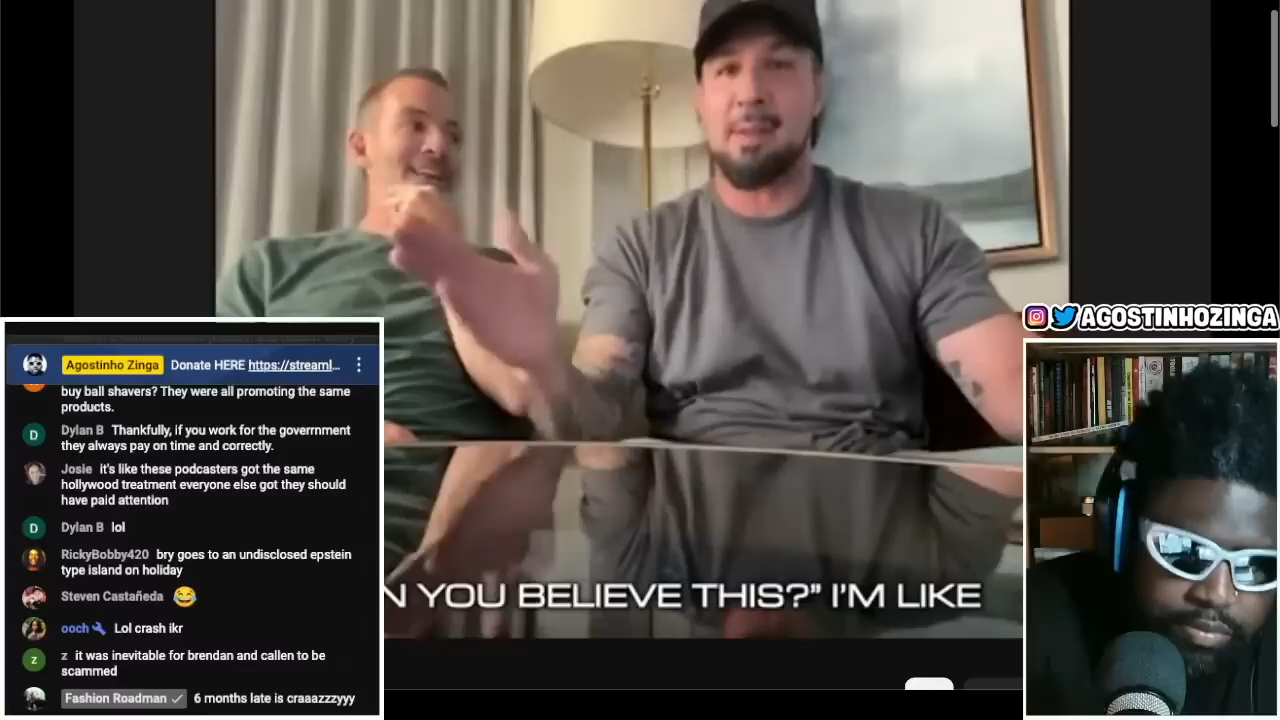 AGOSTINHOZINGA
Agostinho Zinga Donate HERE https://streaml...
buy ball shavers? They were all promoting the same
products.
D Dylan B Thankfully, if you work for the goverrnment
they always pay on time and correctly.
Josie it's like these podcasters got the same
hollywood treatment everyone else got they should
have paid attention
D Dylan B lol
RickyBobby420 bry goes to an undisclosed epstein
type island on holiday
Steven Castañeda 😂
ooch Lol crash ikr
z z it was inevitable for brendan and callen to be
scammed
Fashion Roadman 6 months late is craaazzzyyy
N YOU BELIEVE THIS?” I’M LIKE